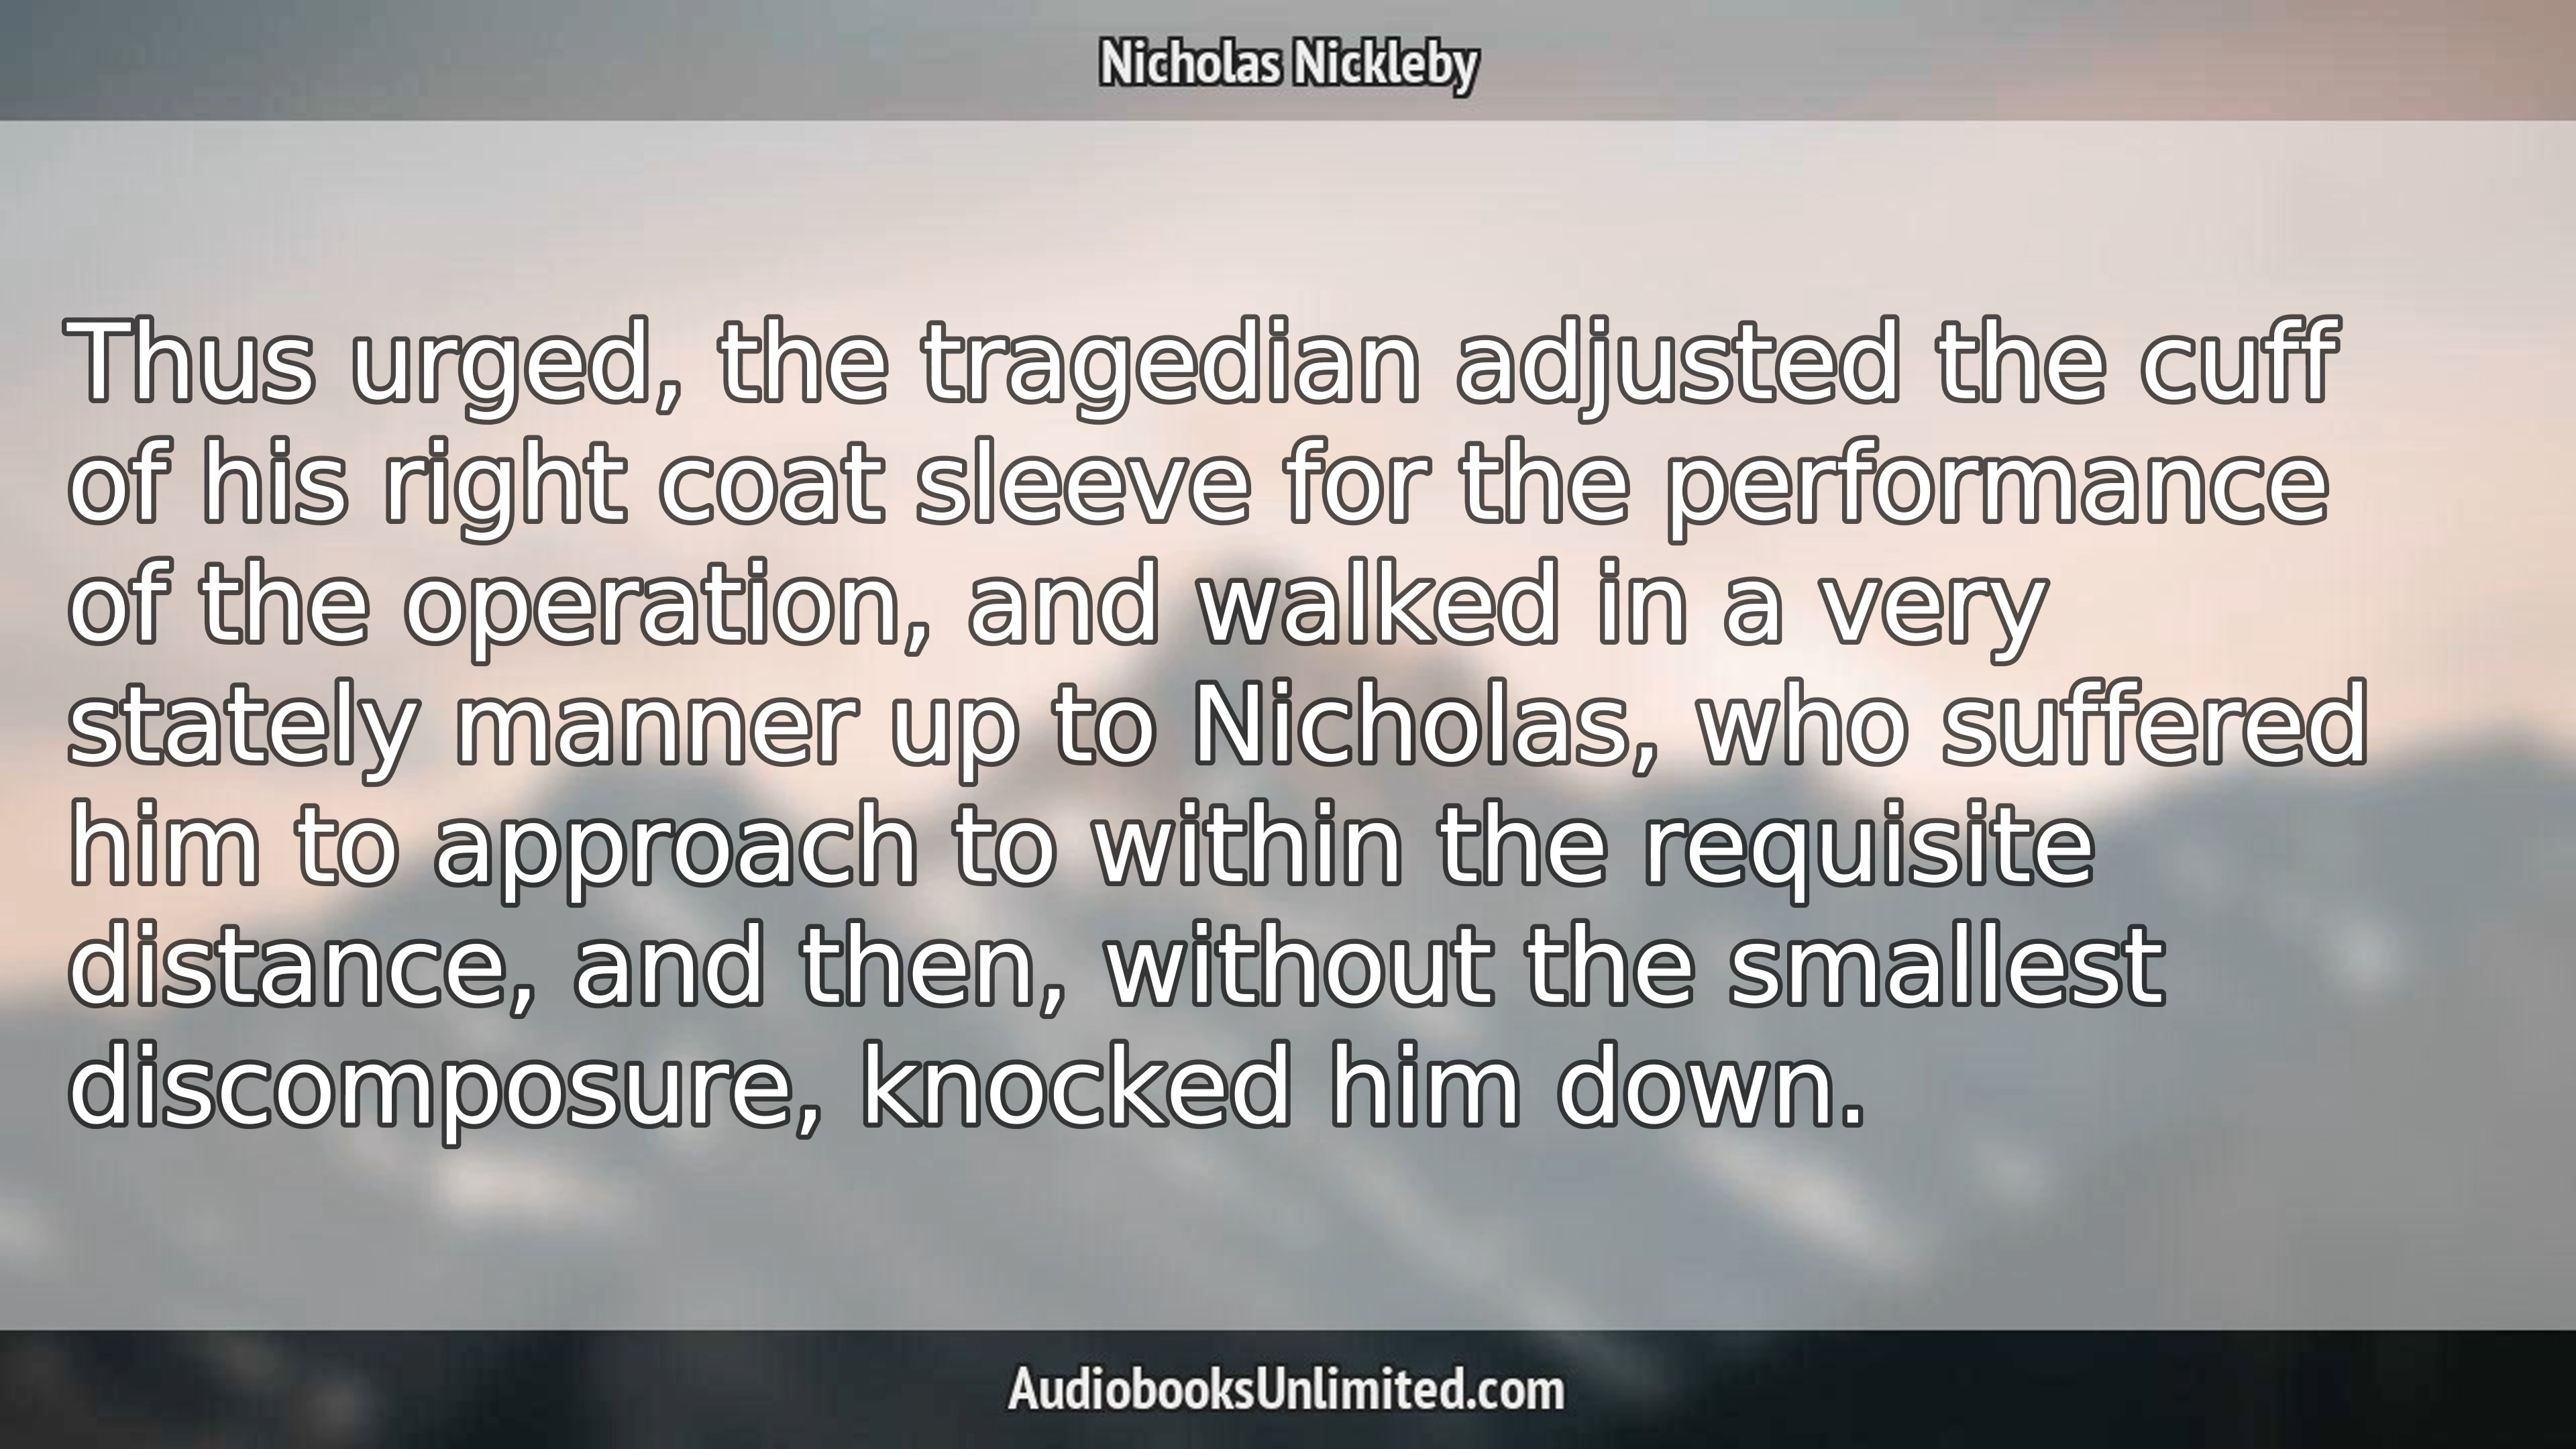 Nicholas Nickleby
Thus urged, the tragedian adjusted the cuff
of his right coat sleeve for the performance
of the operation, and walked in a very
stately manner up to Nicholas, who suffered
him to approach to within the requisite
distance, and then, without the smallest
discomposure, knocked him down.
AudiobooksUnlimited.com